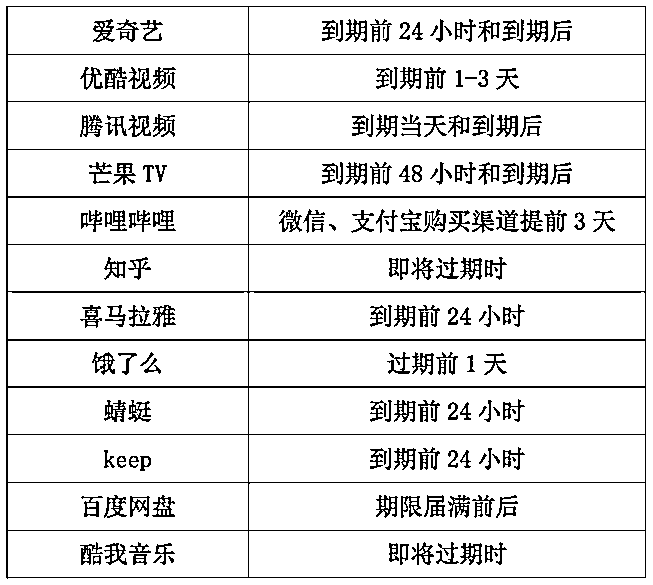 爱奇艺 到期前 24 小时和到期后
优酷视频 到期前 1-3 天
腾讯视频 到期当天和到期后
芒果 TV 到期前 48 小时和到期后
哔哩哔哩 微信、支付宝购买渠道提前 3 天
知乎 即将过期时
喜马拉雅 到期前 24 小时
饿了么 过期前 1 天
蜻蜓 到期前 24 小时
keep 到期前 24 小时
百度网盘 期限届满前后
酷我音乐 即将过期时